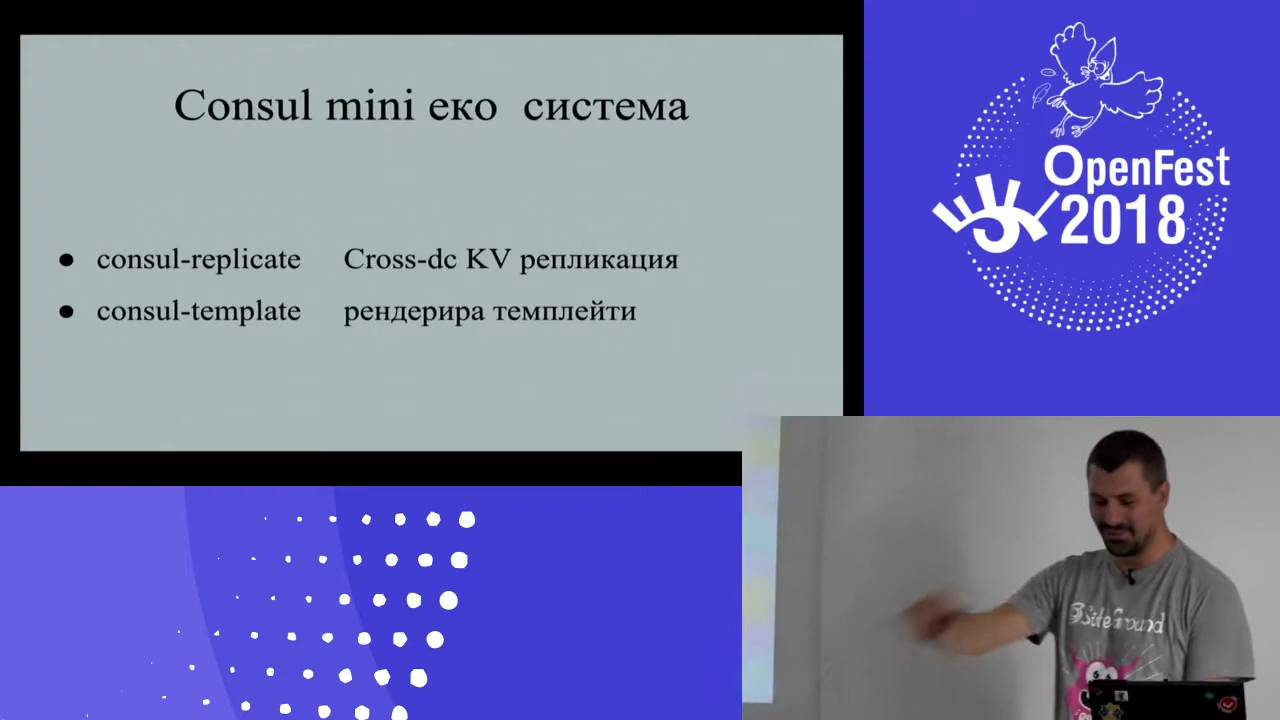 Consul mini еко система
● consul-replicate Cross-dc KV репликация
● consul-template рендерира темплейти
OpenFest
2018
SiteGround